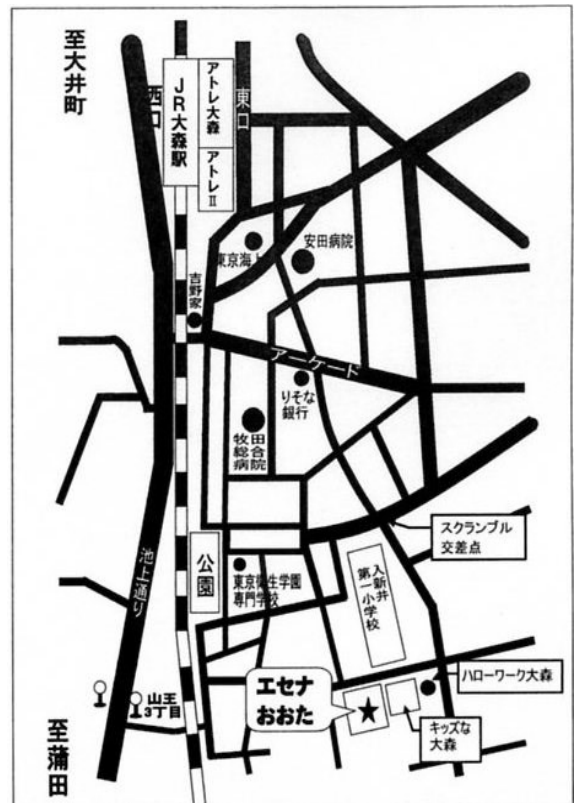 至大井町
西口
JR大森駅
アトレ大森
アトレⅡ
東口
東京海上
安田病院
吉野家
アーケード
りそな
銀行
牧田
総合
病院
スクランブル
交差点
公園
東京衛生学園
専門学校
入新井
第一小学校
池上通り
ハローワーク大森
エセナ
おおた
キッズな
大森
山王
3丁目
至蒲田